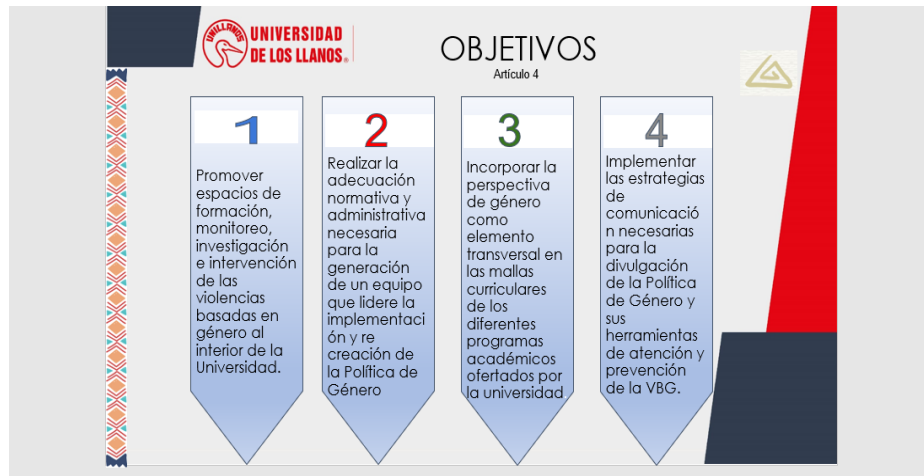 UNILLANOS
UNIVERSIDAD
DE LOS LLANOS®
OBJETIVOS
Artículo 4
1
Promover
espacios de
formación,
monitoreo,
investigación
e intervención
de las
violencias
basadas en
género al
interior de la
Universidad.
2
Realizar la
adecuación
normativa y
administrativa
necesaria
para la
generación
de un equipo
que lidere la
implementaci
ón y re
creación de
la Política de
Género
3
Incorporar la
perspectiva
de género
como
elemento
transversal en
las mallas
curriculares
de los
diferentes
programas
académicos
ofertados por
la universidad
4
Implementar
las estrategias
de
comunicació
n necesarias
para la
divulgación
de la Política
de Género y
sus
herramientas
de atención y
prevención
de la VBG.